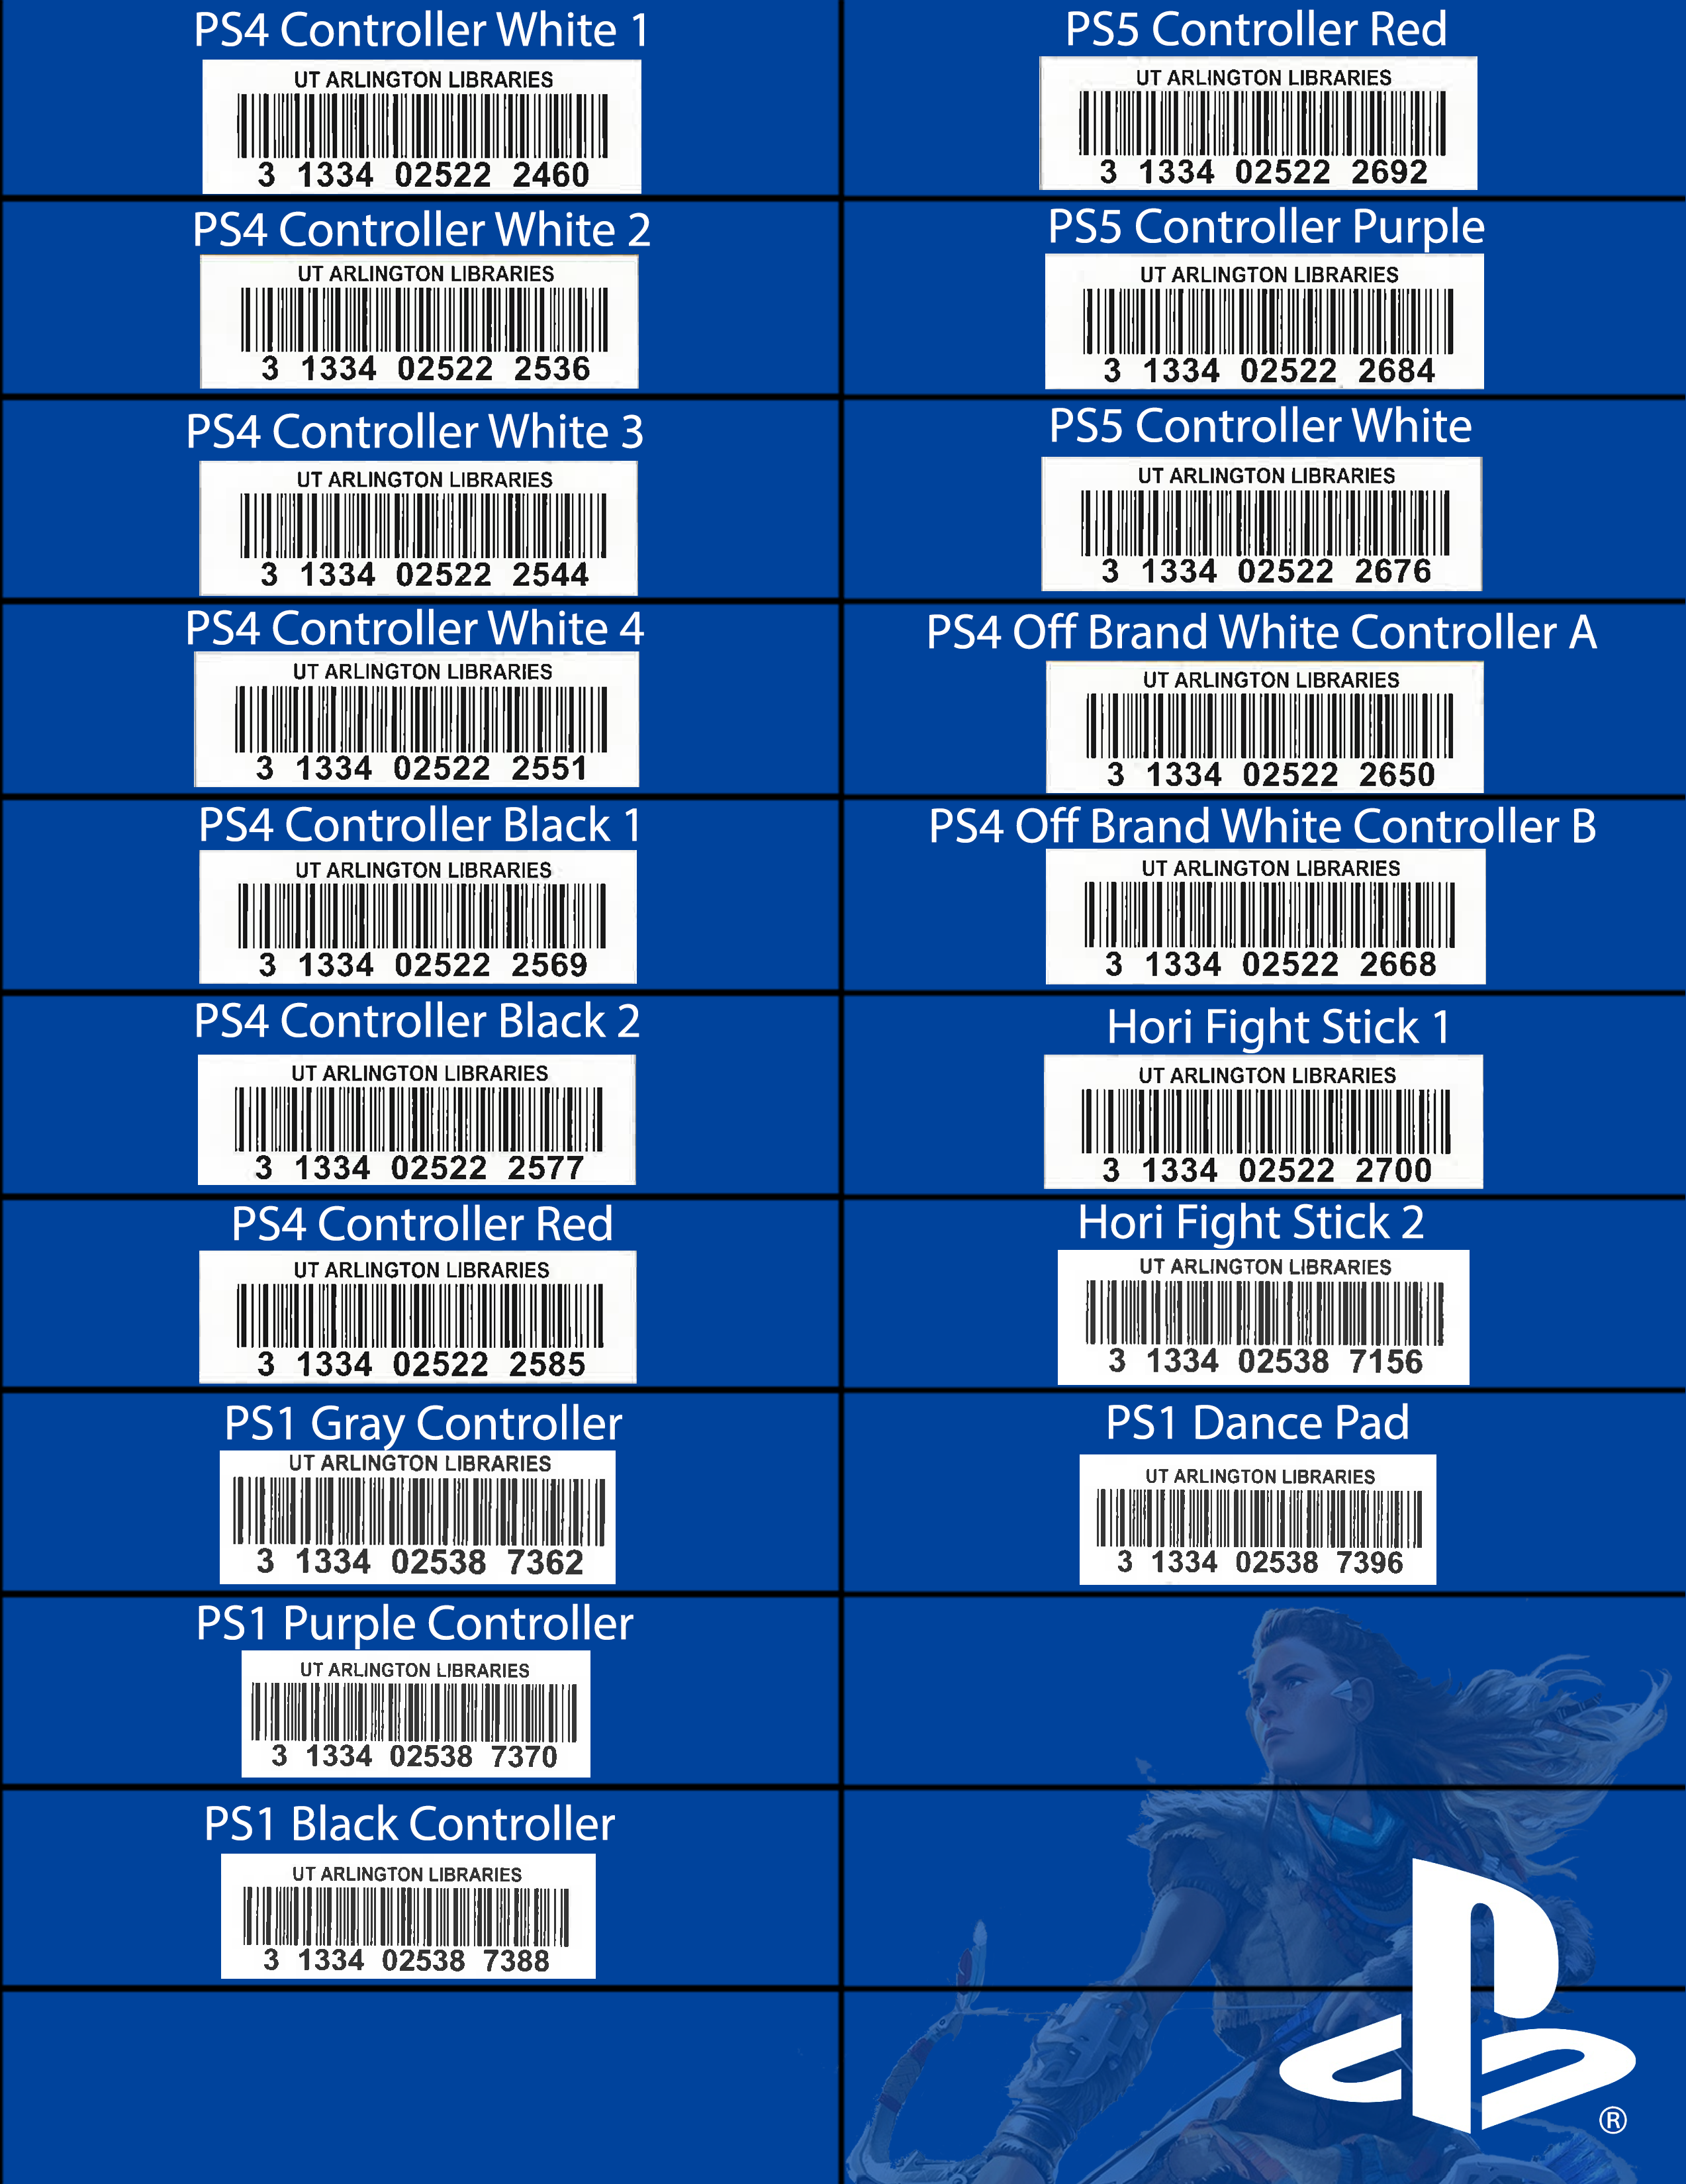 PS4 Controller White 1
UT ARLINGTON LIBRARIES
3 1334 02522 2460
PS4 Controller White 2
UT ARLINGTON LIBRARIES
3 1334 02522 2536
PS4 Controller White 3
UT ARLINGTON LIBRARIES
3 1334 02522 2544
PS4 Controller White 4
UT ARLINGTON LIBRARIES
3 1334 02522 2551
PS4 Controller Black 1
UT ARLINGTON LIBRARIES
3 1334 02522 2569
PS4 Controller Black 2
UT ARLINGTON LIBRARIES
3 1334 02522 2577
PS4 Controller Red
UT ARLINGTON LIBRARIES
3 1334 02522 2585
PS1 Gray Controller
UT ARLINGTON LIBRARIES
3 1334 02538 7362
PS1 Purple Controller
UT ARLINGTON LIBRARIES
3 1334 02538 7370
PS1 Black Controller
UT ARLINGTON LIBRARIES
3 1334 02538 7388
PS5 Controller Red
UT ARLINGTON LIBRARIES
3 1334 02522 2692
PS5 Controller Purple
UT ARLINGTON LIBRARIES
3 1334 02522 2684
PS5 Controller White
UT ARLINGTON LIBRARIES
3 1334 02522 2676
PS4 Off Brand White Controller A
UT ARLINGTON LIBRARIES
3 1334 02522 2650
PS4 Off Brand White Controller B
UT ARLINGTON LIBRARIES
3 1334 02522 2668
Hori Fight Stick 1
UT ARLINGTON LIBRARIES
3 1334 02522 2700
Hori Fight Stick 2
UT ARLINGTON LIBRARIES
3 1334 02538 7156
PS1 Dance Pad
UT ARLINGTON LIBRARIES
3 1334 02538 7396
®